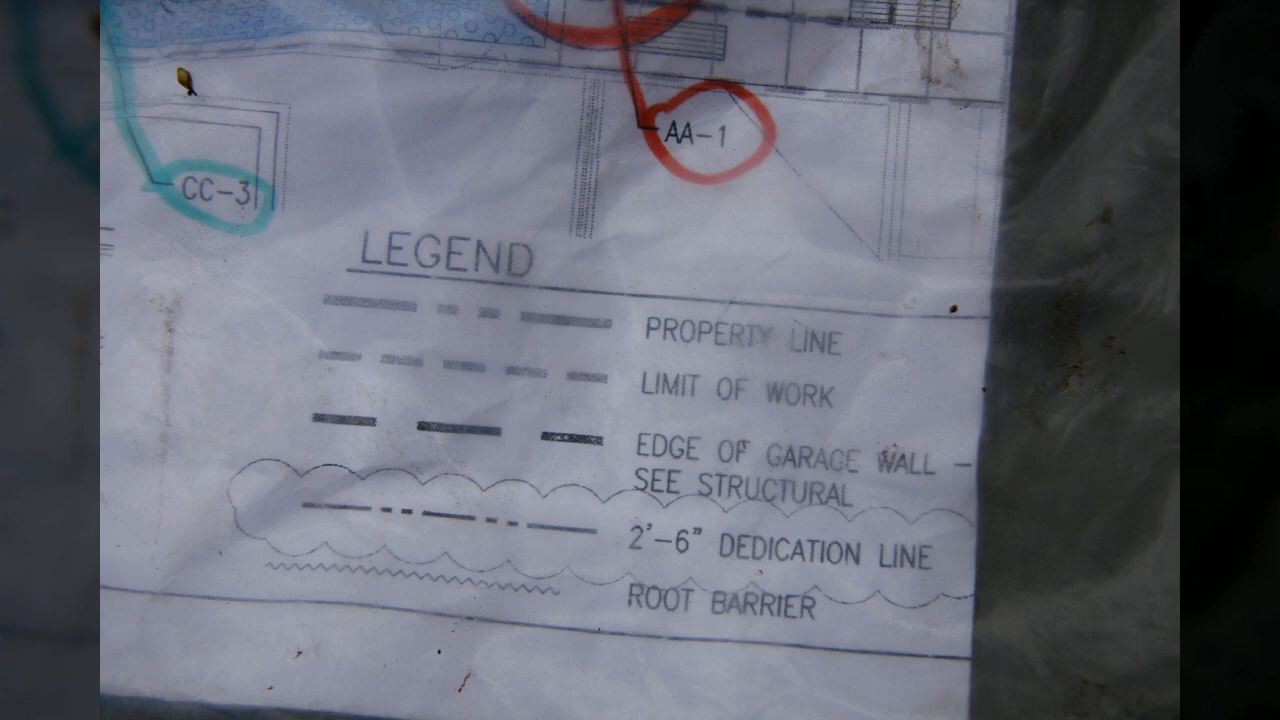 AA-1
CC-3
LEGEND
PROPERTY LINE
LIMIT OF WORK
EDGE OF GARAGE WALL -
SEE STRUCTURAL
2'-6" DEDICATION LINE
ROOT BARRIER